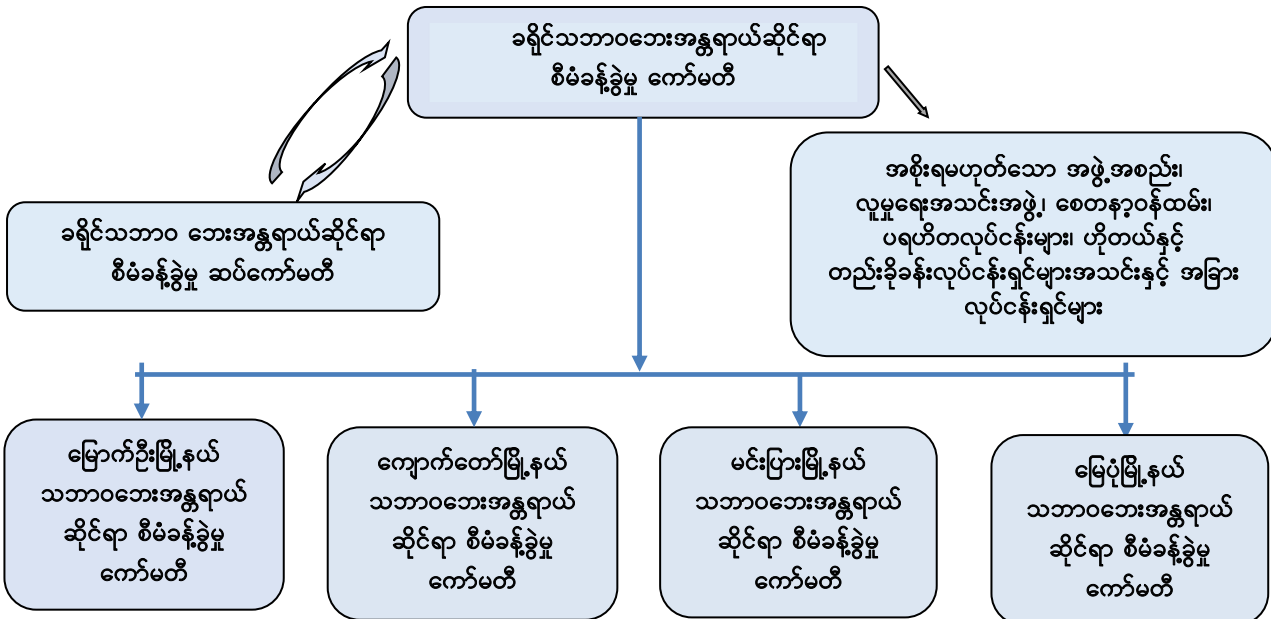 ခရိုင်သဘာဝဘေးအန္တရာယ်ဆိုင်ရာ
စီမံခန့်ခွဲမှု ကော်မတီ
ခရိုင်သဘာဝ ဘေးအန္တရာယ်ဆိုင်ရာ
စီမံခန့်ခွဲမှု ဆပ်ကော်မတီ
အစိုးရမဟုတ်သော အဖွဲ့အစည်း၊
လူမှုရေးအသင်းအဖွဲ့၊ စေတနာ့ဝန်ထမ်း၊
ပရဟိတလုပ်ငန်းများ၊ ဟိုတယ်နှင့်
တည်းခိုခန်းလုပ်ငန်းရှင်များအသင်းနှင့် အခြား
လုပ်ငန်းရှင်များ
မြောက်ဦးမြို့နယ်
သဘာဝဘေးအန္တရာယ်
ဆိုင်ရာ စီမံခန့်ခွဲမှု
ကော်မတီ
ကျောက်တော်မြို့နယ်
သဘာဝဘေးအန္တရာယ်
ဆိုင်ရာ စီမံခန့်ခွဲမှု
ကော်မတီ
မင်းပြားမြို့နယ်
သဘာဝဘေးအန္တရာယ်
ဆိုင်ရာ စီမံခန့်ခွဲမှု
ကော်မတီ
မြေပုံမြို့နယ်
သဘာဝဘေးအန္တရာယ်
ဆိုင်ရာ စီမံခန့်ခွဲမှု
ကော်မတီ